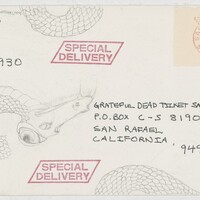 SPECIAL
DELIVERY
930
GRATEFUL DEAD TICKET SA
P.O. BOX C-S 8190
SAN RAFAEL
CALIFORNIA
949
SPECIAL
DELIVERY